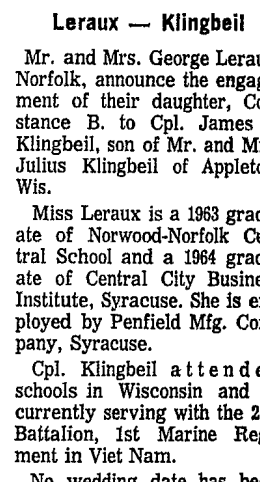 Leraux — Klingbeil
Mr. and Mrs. George Lerau
Norfolk, announce the engag
ment of their daughter, Co
stance B. to Cpl. James
Klingbeil, son of Mr. and M
Julius Klingbeil of Appleto
Wis.
Miss Leraux is a 1963 grad
ate of Norwood-Norfolk Ce
tral School and a 1964 grad
ate of Central City Busine
Institute, Syracuse. She is e
ployed by Penfield Mfg. Co
pany, Syracuse.
Cpl. Klingbeil attende
schools in Wisconsin and
currently serving with the 2
Battalion, 1st Marine Reg
ment in Viet Nam.
No wedding date has bee